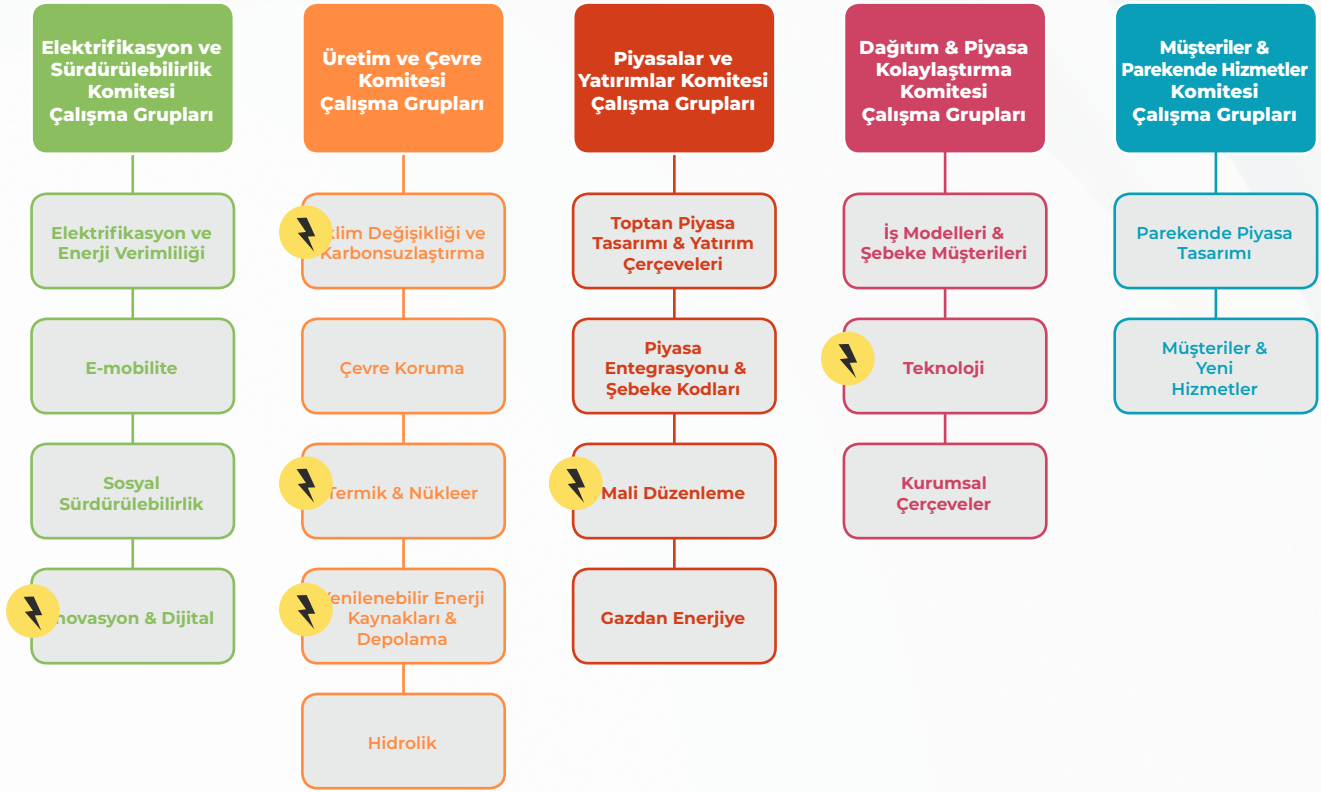 Elektrifikasyon ve
Sürdürülebilirlik
Komitesi
Çalışma Grupları
Elektrifikasyon ve
Enerji Verimliliği
E-mobilite
Sosyal
Sürdürülebilirlik
novasyon & Dijital
Üretim ve Çevre
Komitesi
Çalışma Grupları
klim Değişikliği ve
Karbonsuzlaştırma
Çevre Koruma
Termik & Nükleer
Yenilenebilir Enerji
Kaynakları &
Depolama
Hidrolik
Piyasalar ve
Yatırımlar Komitesi
Çalışma Grupları
Toptan Piyasa
Tasarımı & Yatırım
Çerçeveleri
Piyasa
Entegrasyonu &
Şebeke Kodları
Mali Düzenleme
Gazdan Enerjiye
Dağıtım & Piyasa
Kolaylaştırma
Komitesi
Çalışma Grupları
İş Modelleri &
Şebeke Müşterileri
Teknoloji
Kurumsal
Çerçeveler
Müşteriler &
Parekende Hizmetler
Komitesi
Çalışma Grupları
Parekende Piyasa
Tasarımı
Müşteriler &
Yeni
Hizmetler